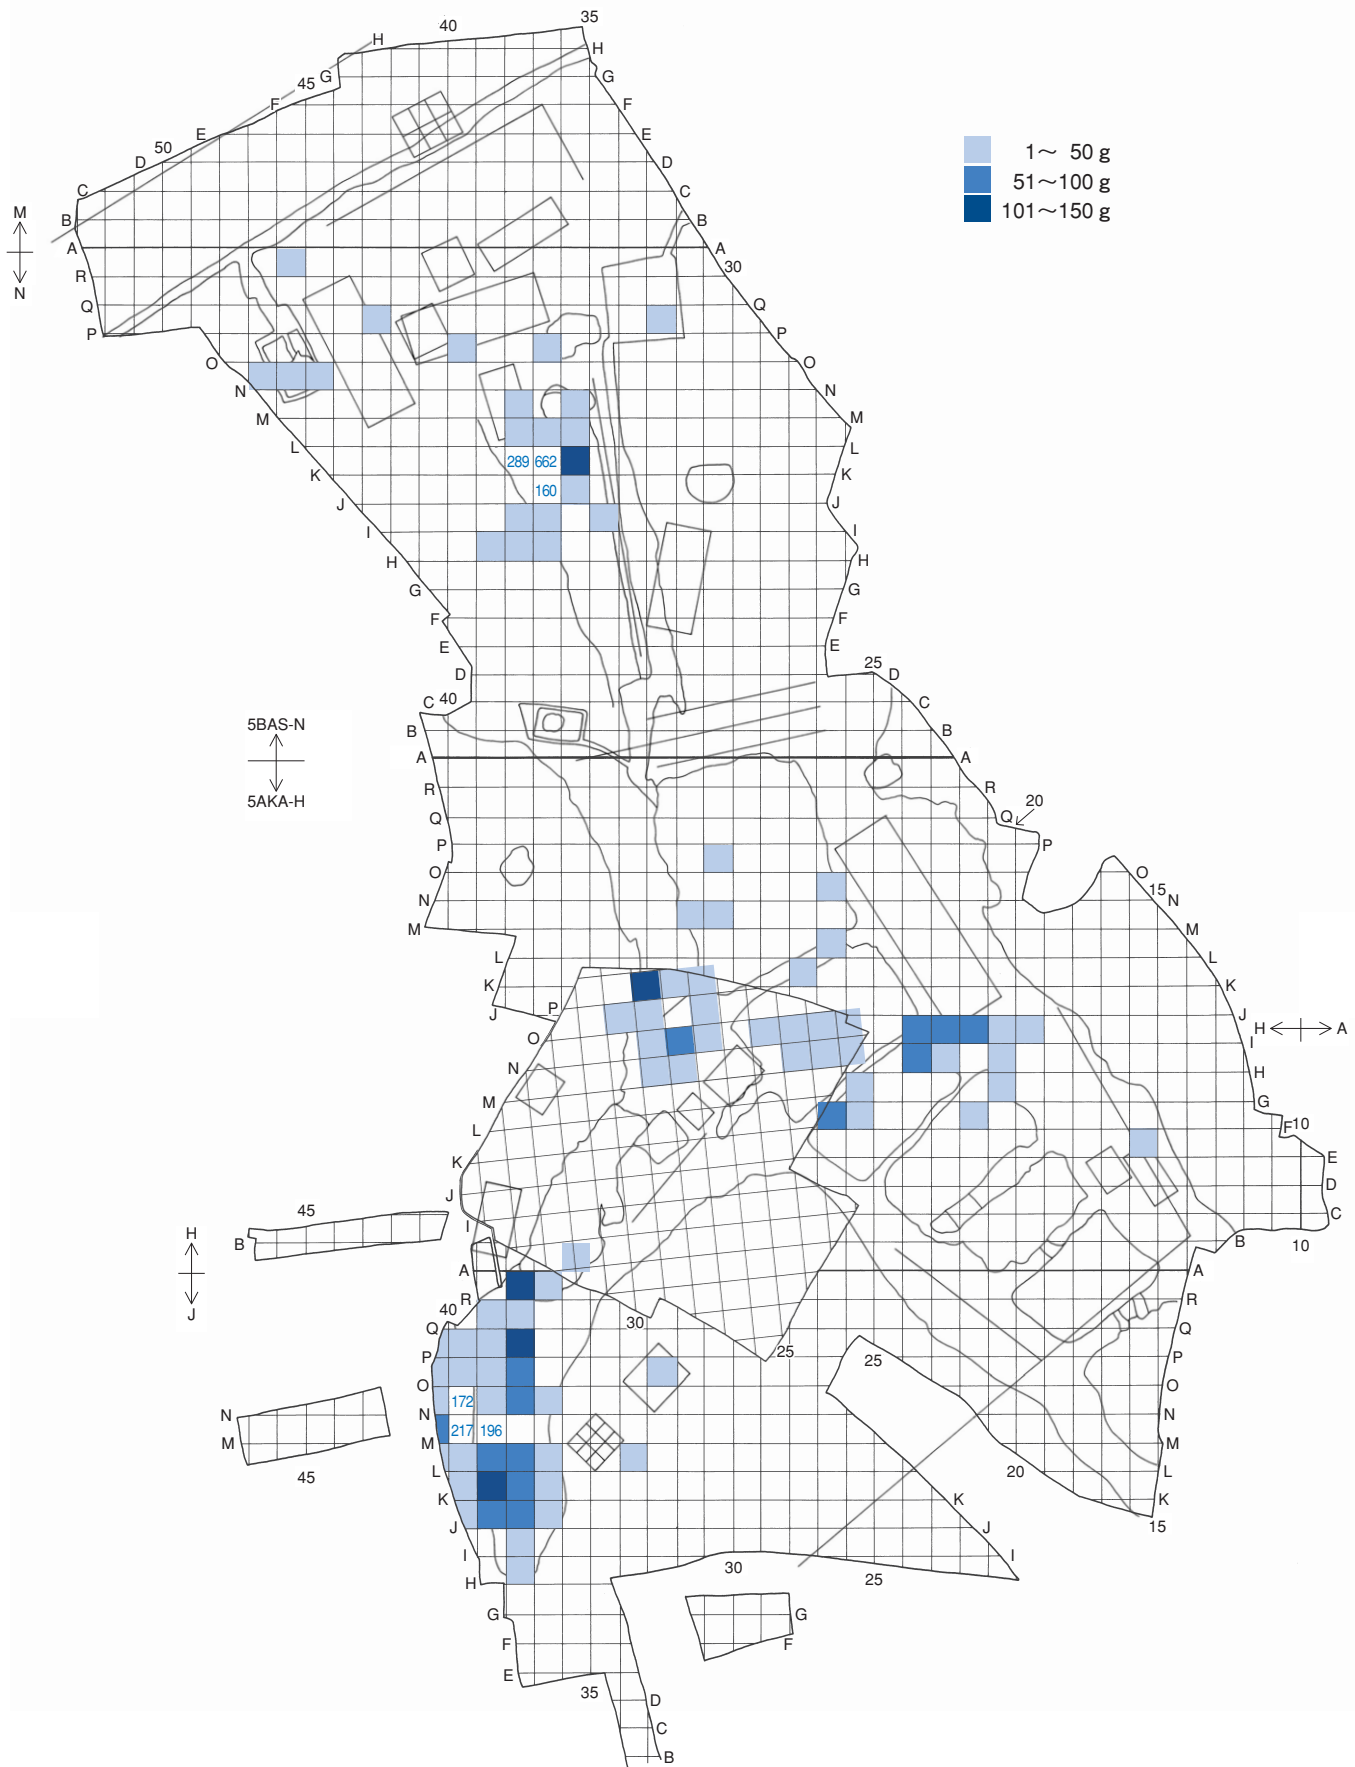 35
40
H
H
G
G
45
F
F
E
E
50
D
D
C
C
M
B
B
A
A
N
R
30
Q
Q
P
P
O
O
N
N
M
M
L
L
K
K
J
J
I
I
H
H
G
G
F
F
E
E
D
25
D
C
40
C
B
B
A
A
R
R
Q
Q
20
P
P
O
O
15
N
N
M
M
L
L
K
K
J
J
1～ 50 g
51～100 g
101～150 g
289 662
160
5BAS-N
5AKA-H
H A
I
H
G
F 10
E
D
C
B
10
P
O
N
M
L
K
J
I
45
B
H
J
A
A
R
R
40
30
Q
Q
25
25
P
P
O
O
172
N
N
N
217 196
M
M
M
45
L
L
20
K
K
K
15
J
J
I
I
H
30
25
G
G
F
F
E
35
D
C
B